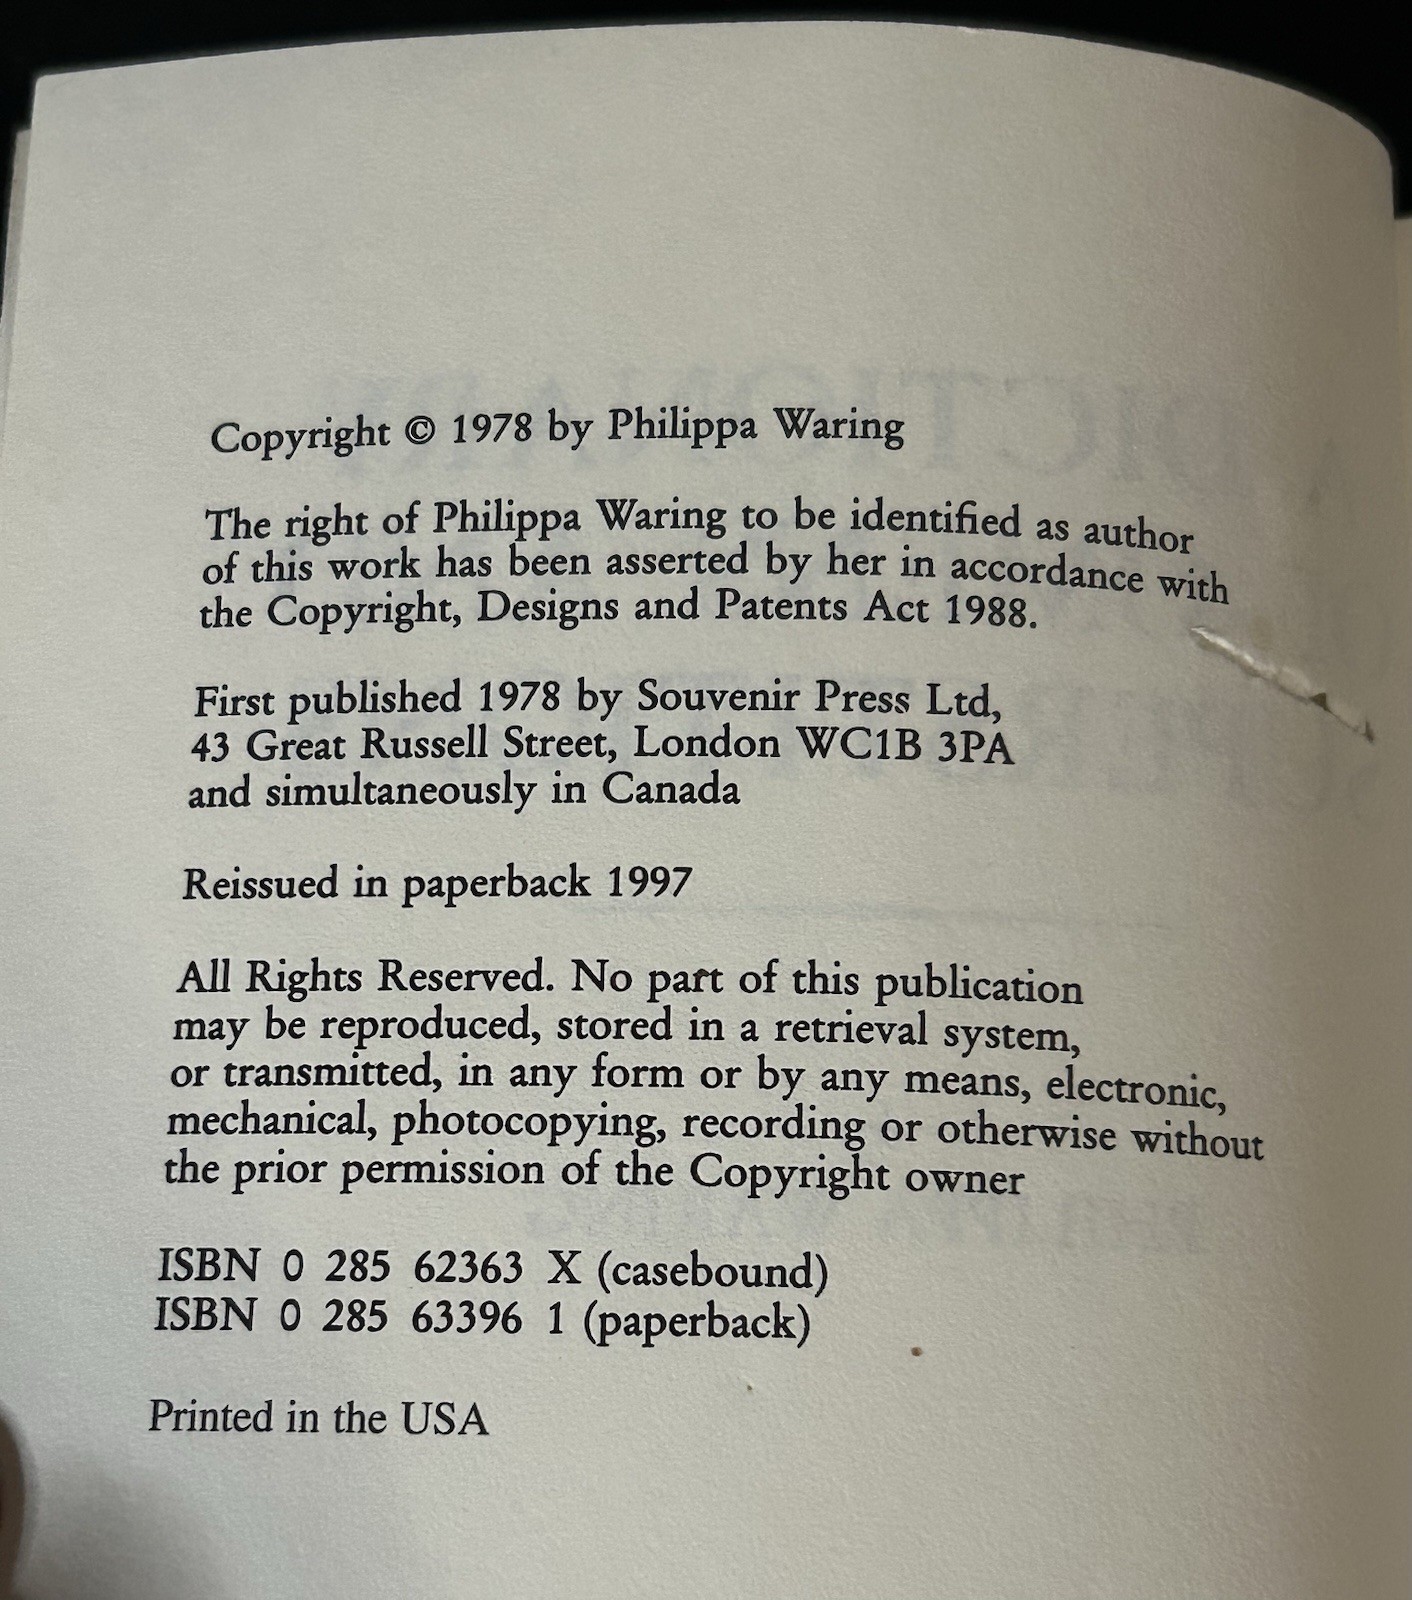 Copyright © 1978 by Philippa Waring
The right of Philippa Waring to be identified as author
of this work has been asserted by her in accordance with
the Copyright, Designs and Patents Act 1988.
First published 1978 by Souvenir Press Ltd,
43 Great Russell Street, London WC1B 3PA
and simultaneously in Canada
Reissued in paperback 1997
All Rights Reserved. No part of this publication
may be reproduced, stored in a retrieval system,
or transmitted, in any form or by any means, electronic,
mechanical, photocopying, recording or otherwise without
the prior permission of the Copyright owner
ISBN 0 285 62363 X (casebound)
ISBN 0 285 63396 1 (paperback)
Printed in the USA